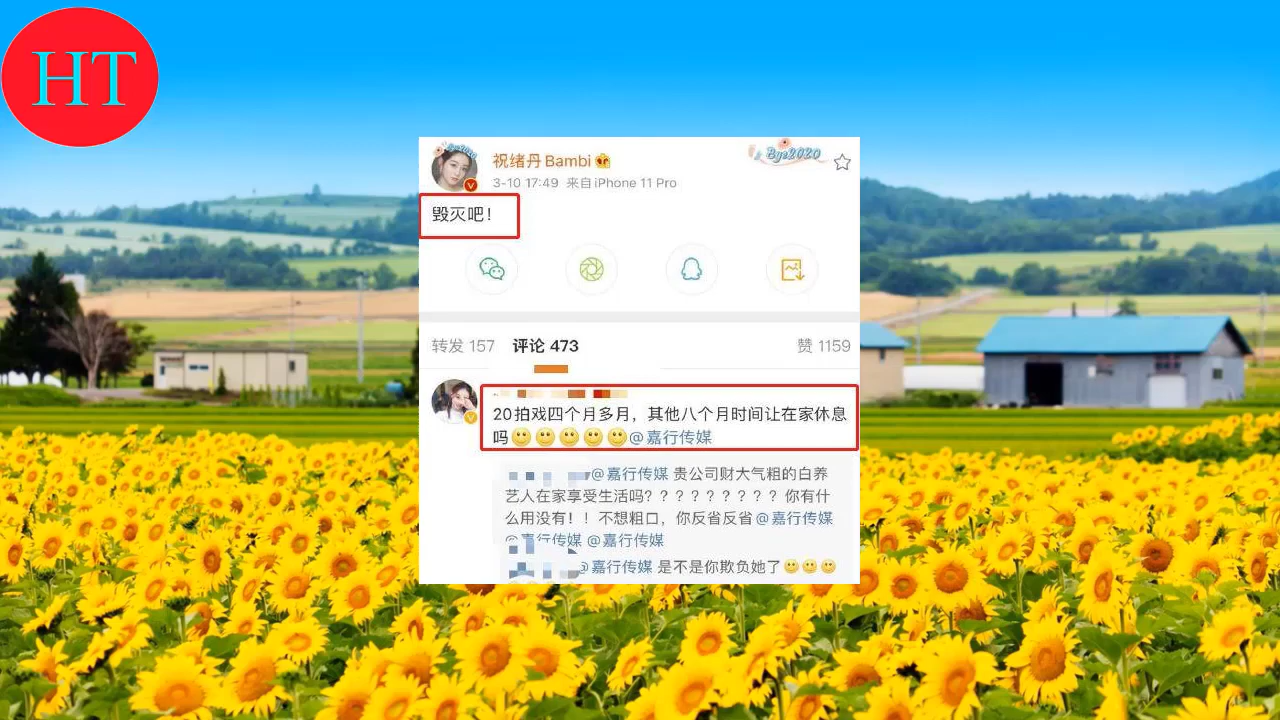 HT
祝绪丹Bambi
Bye2020
3-10 17:49 来自iPhone 11 Pro
毁灭吧!
转发 157 评论 473 赞 1159
20拍戏四个月多月,其他八个月时间让在家休息
吗@嘉行传媒
@嘉行传媒 贵公司财大气粗的白养
艺人在家享受生活吗?????????你有什
么用没有!!不想粗口,你反省反省@嘉行传媒
@嘉行传媒 @嘉行传媒
@嘉行传媒 是不是你欺负她了